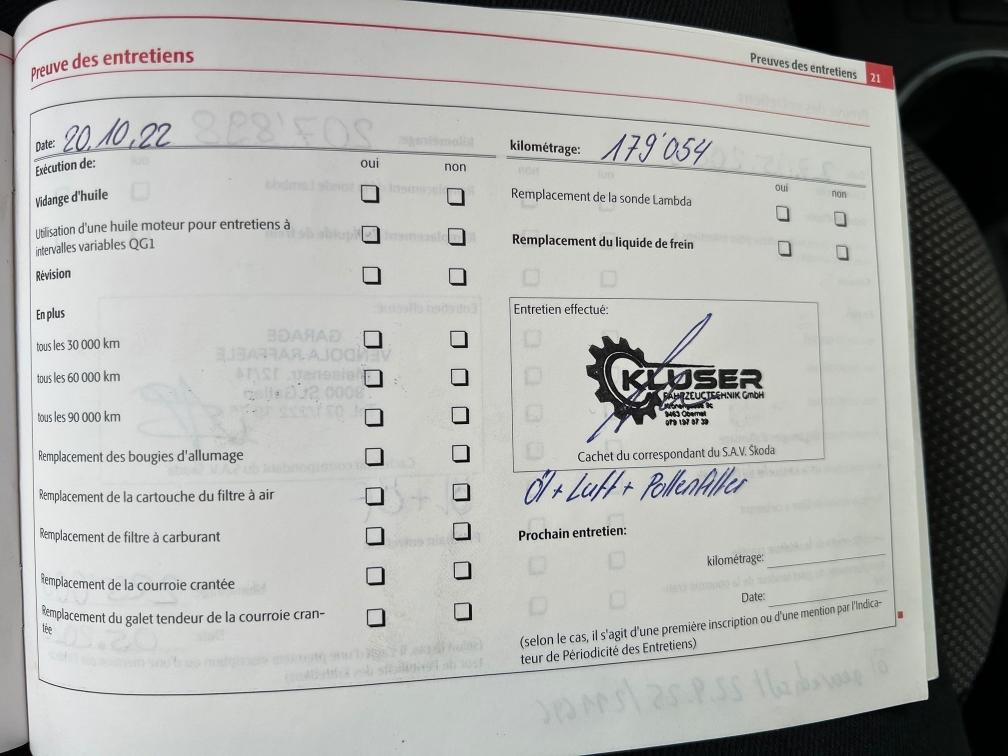 Preuve des entretiens
Preuves des entretiens 21
Date: 20.10.22
kilométrage: 179'054
Exécution de:
oui non
Vidange d'huile
Utilisation d'une huile moteur pour entretiens à
intervalles variables QG1
Révision
En plus
tous les 30 000 km
tous les 60 000 km
tous les 90 000 km
Remplacement des bougies d'allumage
Remplacement de la cartouche du filtre à air
Remplacement de filtre à carburant
Remplacement de la courroie crantée
Remplacement du galet tendeur de la courroie cran-
tée
oui non
Remplacement de la sonde Lambda
Remplacement du liquide de frein
Entretien effectué:
KLUSER
FAHRZEUGTECHNIK GmbH
9463 Oberriet
079 197 87 39
Cachet du correspondant du S.A.V. Škoda
Öl + Luft + Pollenfilter
Prochain entretien:
kilométrage:
Date:
(selon le cas, il s'agit d'une première inscription ou d'une mention par l'Indica-
teur de Périodicité des Entretiens)